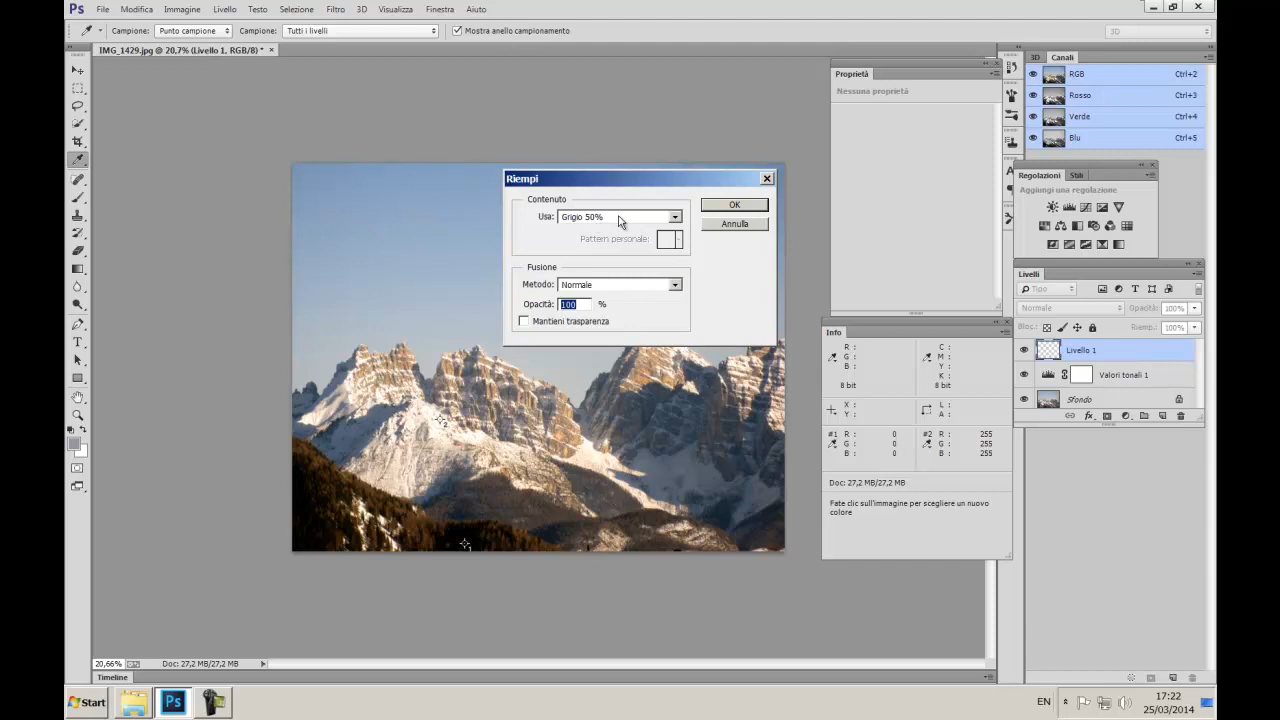 Ps File Modifica Immagine Livello Testo Selezione Filtro 3D Visualizza Finestra Aiuto
Campione: Punto campione Campione: Tutti i livelli Mostra anello campionamento 3D
IMG_1429.jpg @ 20,7% (Livello 1, RGB/8) *
Proprietà
Nessuna proprietà
3D Canali
RGB Ctrl+2
Rosso Ctrl+3
Verde Ctrl+4
Blu Ctrl+5
Regolazioni Stili
Aggiungi una regolazione
Riempi
Contenuto
Usa: Grigio 50%
Pattern personale:
OK
Annulla
Fusione
Metodo: Normale
Opacità: 100 %
Mantieni trasparenza
Livelli
Tipo
Normale Opacità: 100%
Bloc.: Riemp.: 100%
Livello 1
Valori tonali 1
Sfondo
Info
R: C:
G: M:
B: Y:
K:
8 bit 8 bit
X: L:
Y: A:
#1 R: 0 #2 R: 255
G: 0 G: 255
B: 0 B: 255
Doc: 27,2 MB/27,2 MB
Fate clic sull'immagine per scegliere un nuovo
colore
2
1
20,66% Doc: 27,2 MB/27,2 MB
Timeline
Start Ps EN 17:22
25/03/2014